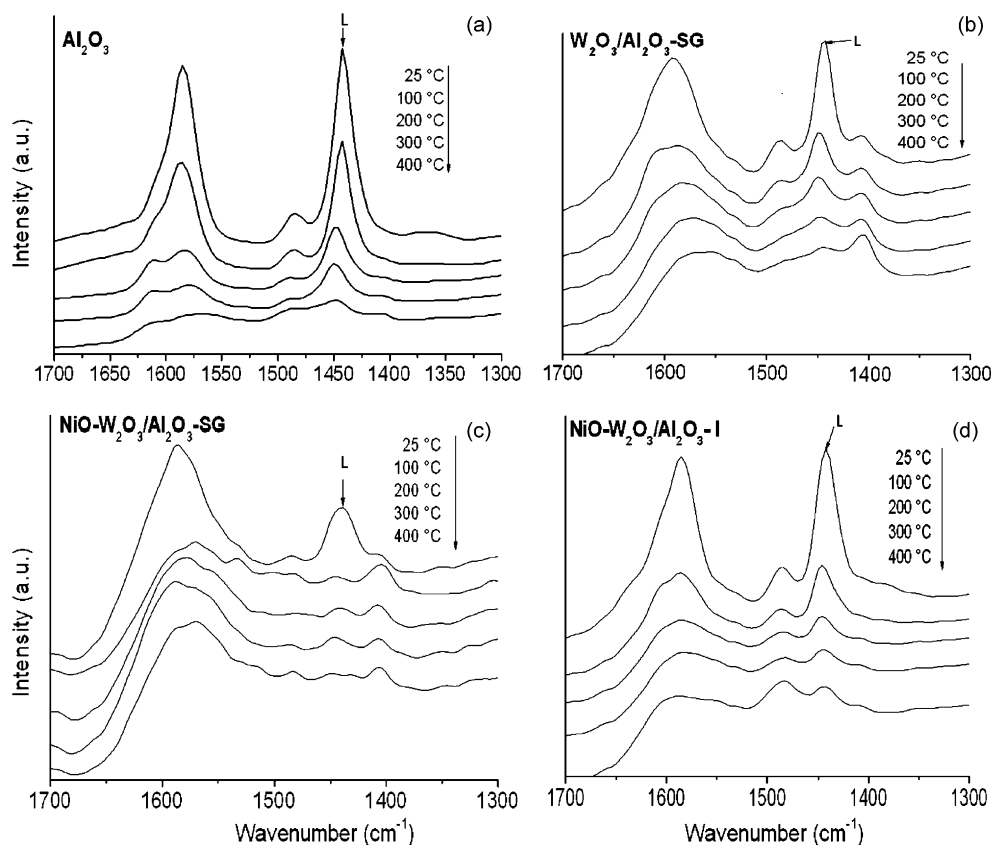 (a)
Al₂O₃
L
25 °C
100 °C
200 °C
300 °C
400 °C
Intensity (a.u.)
1700 1650 1600 1550 1500 1450 1400 1350 1300
(b)
W₂O₃/Al₂O₃-SG
L
25 °C
100 °C
200 °C
300 °C
400 °C
1700 1600 1500 1400 1300
NiO-W₂O₃/Al₂O₃-SG (c)
L
25 °C
100 °C
200 °C
300 °C
400 °C
Intensity (a.u.)
1700 1600 1500 1400 1300
Wavenumber (cm⁻¹)
NiO-W₂O₃/Al₂O₃- I (d)
L
25 °C
100 °C
200 °C
300 °C
400 °C
1700 1600 1500 1400 1300
Wavenumber (cm⁻¹)